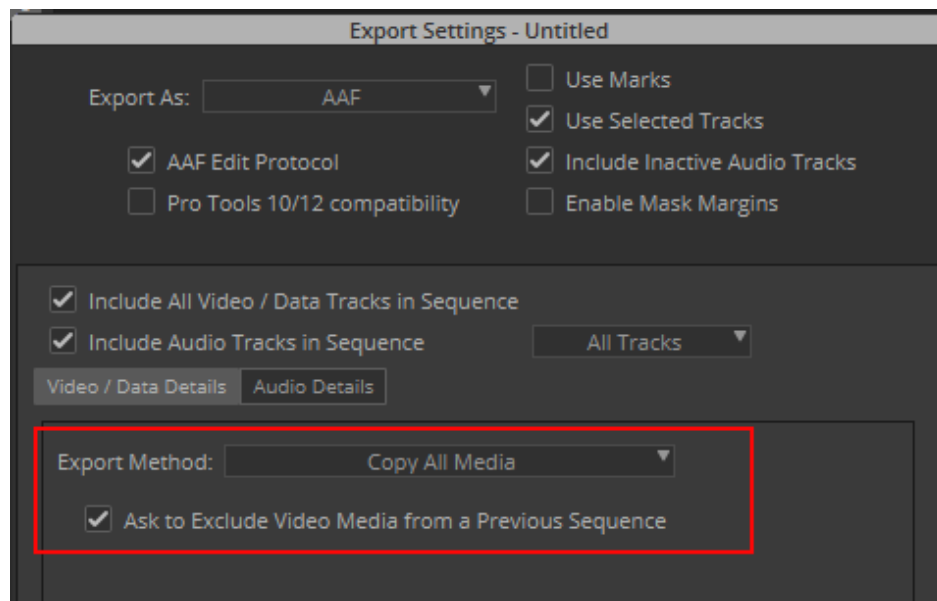 Export Settings - Untitled
Export As: AAF
Use Marks
Use Selected Tracks
AAF Edit Protocol
Include Inactive Audio Tracks
Pro Tools 10/12 compatibility
Enable Mask Margins
Include All Video / Data Tracks in Sequence
Include Audio Tracks in Sequence All Tracks
Video / Data Details Audio Details
Export Method: Copy All Media
Ask to Exclude Video Media from a Previous Sequence